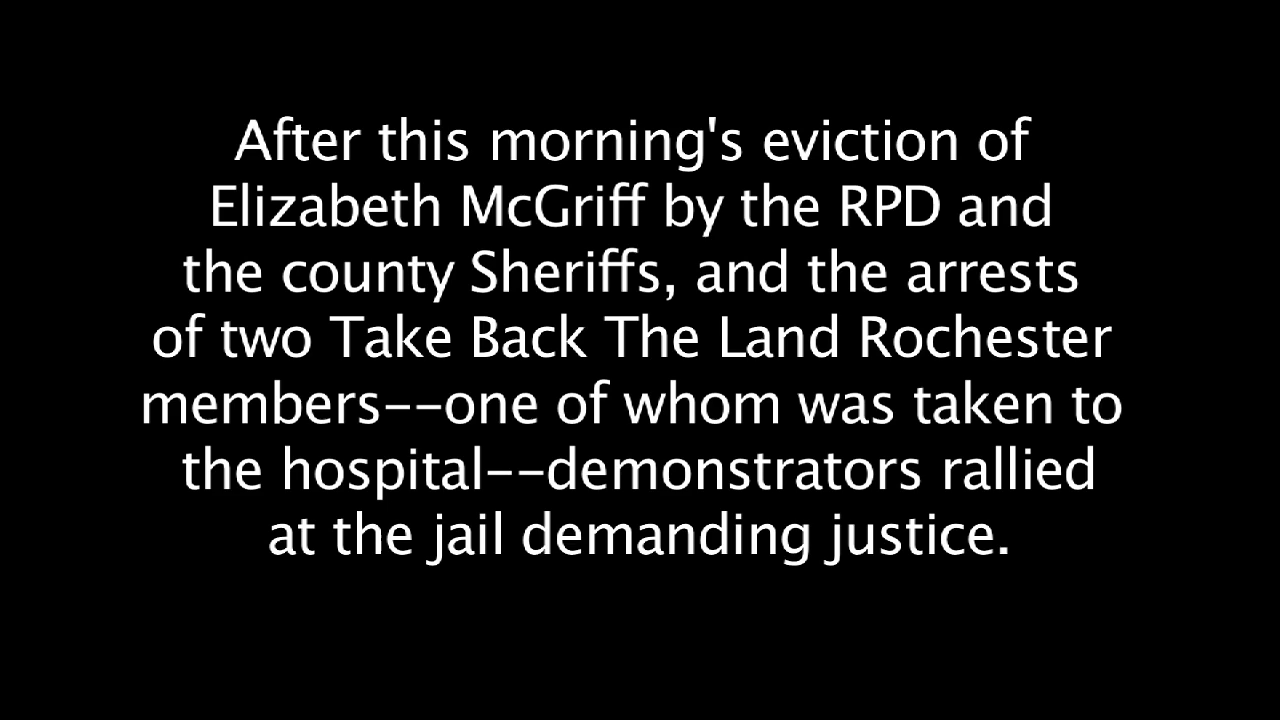 After this morning's eviction of
Elizabeth McGriff by the RPD and
the county Sheriffs, and the arrests
of two Take Back The Land Rochester
members--one of whom was taken to
the hospital--demonstrators rallied
at the jail demanding justice.